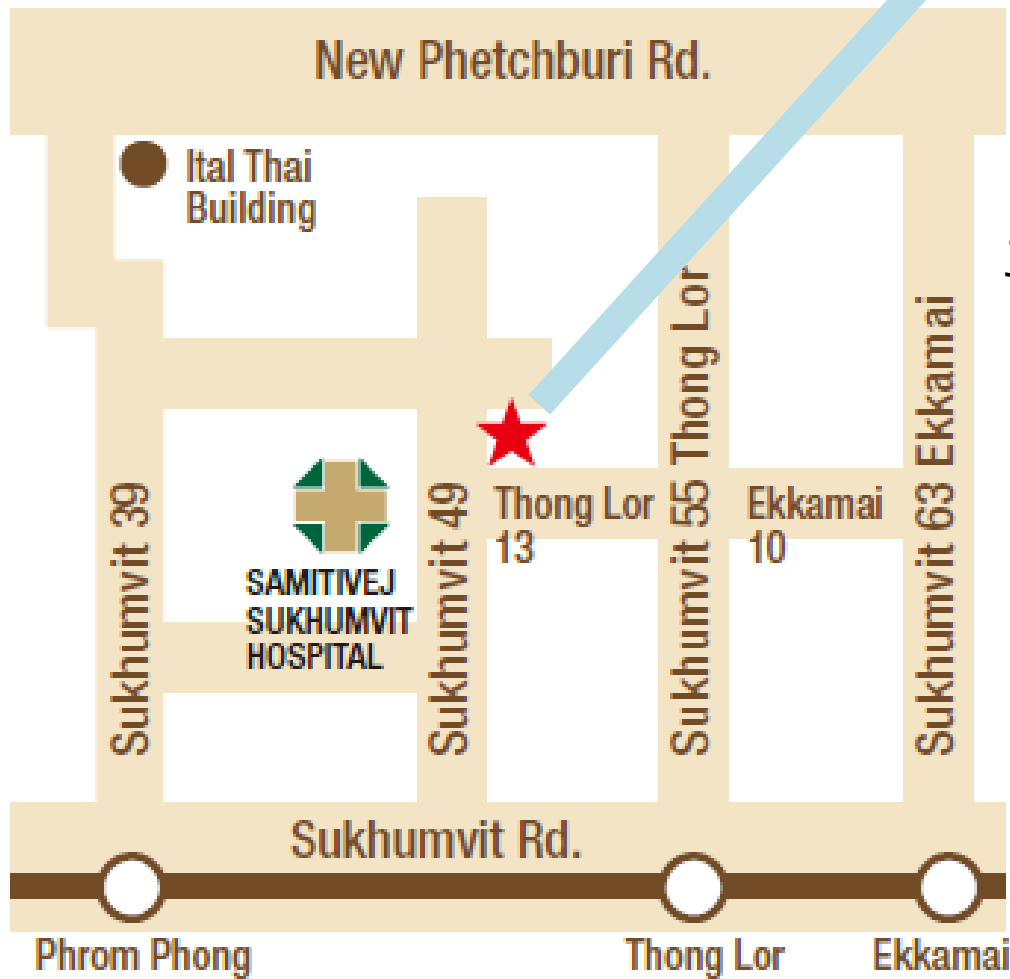 New Phetchburi Rd.
Ital Thai
Building
Sukhumvit 39
SAMITIVEJ
SUKHUMVIT
HOSPITAL
Sukhumvit 49
Thong Lor
13
Sukhumvit 55 Thong Lor
Ekkamai
10
Sukhumvit 63 Ekkamai
Sukhumvit Rd.
Phrom Phong
Thong Lor
Ekkamai